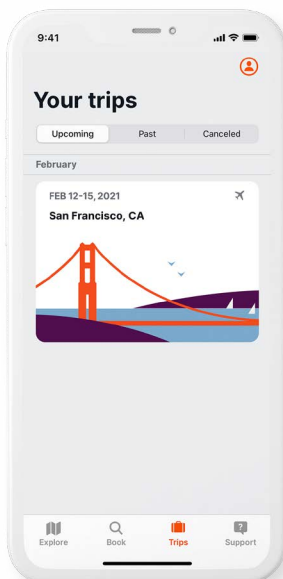 9:41
Your trips
Upcoming Past Canceled
February
FEB 12-15, 2021
San Francisco, CA
Explore Book Trips Support